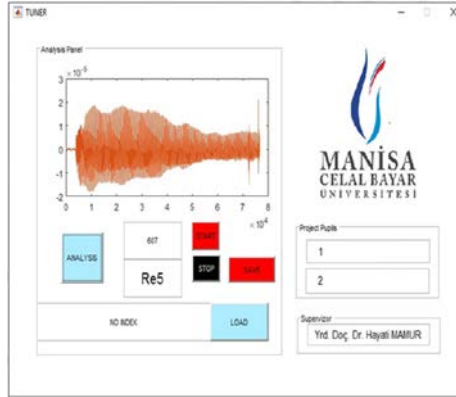 TUNER
Analysis Panel
× 10⁻⁵
3
2
1
0
-1
-2
0 1 2 3 4 5 6 7 8
× 10⁴
ANALYSIS
607
Re5
START
STOP
SAVE
NO INDEX
LOAD
MANİSA
CELAL BAYAR
ÜNİVERSİTESİ
Project Pupils
1
2
Supervizor
Yrd. Doç. Dr. Hayati MAMUR